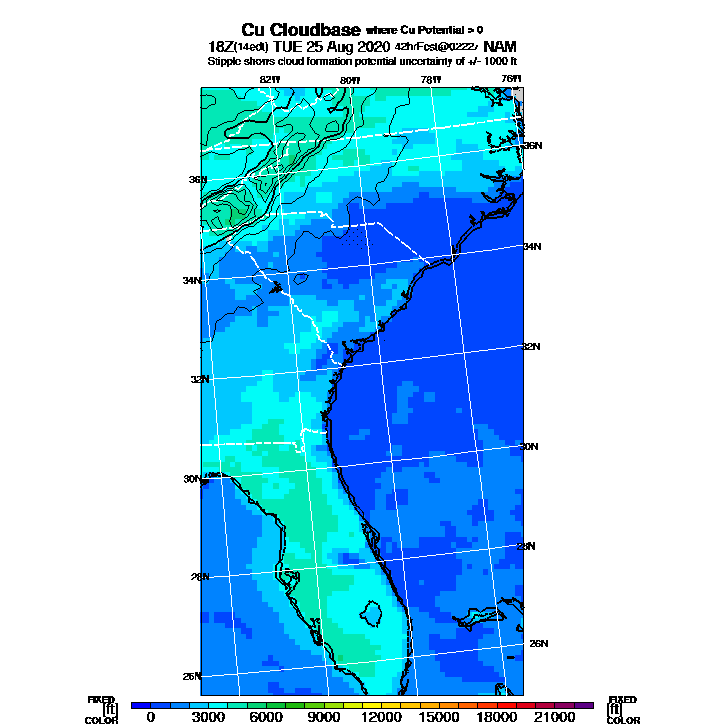 Cu Cloudbase where Cu Potential > 0
18Z(14edt) TUE 25 Aug 2020 NAM
Stipple shows cloud formation potential uncertainty of +/- 1000 ft
82W 80W 78W 76W
36N
36N
34N
34N
32N
32N
30N
30N
28N
28N
26N
26N
FIXED FIXED
[ft] 0 3000 6000 9000 12000 15000 18000 21000 [ft]
COLOR COLOR